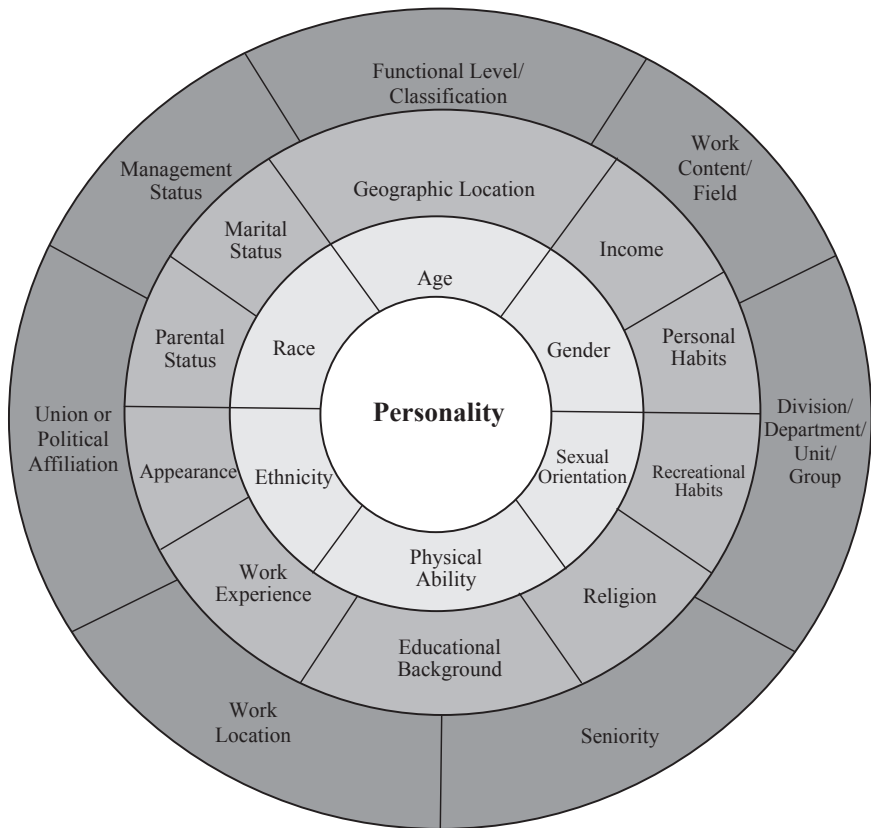 Functional Level/
Classification
Work
Content/
Field
Management
Status
Geographic Location
Marital
Status
Income
Age
Race
Gender
Parental
Status
Personal
Habits
Personality
Union or
Political
Affiliation
Division/
Department/
Unit/
Group
Appearance
Ethnicity
Sexual
Orientation
Recreational
Habits
Physical
Ability
Work
Experience
Religion
Educational
Background
Work
Location
Seniority